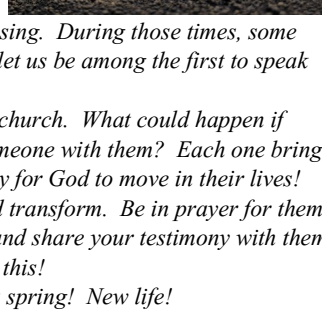 sing.  During those times, some
let us be among the first to speak
church.  What could happen if
meone with them?  Each one bring
y for God to move in their lives!
l transform.  Be in prayer for them
and share your testimony with them
this!
spring!  New life!